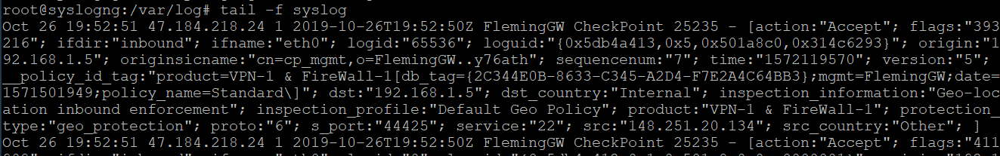 root@syslogng:/var/log# tail -f syslog
Oct 26 19:52:51 47.184.218.24 1 2019-10-26T19:52:50Z FlemingGW CheckPoint 25235 - [action:"Accept"; flags:"393
216"; ifdir:"inbound"; ifname:"eth0"; logid:"65536"; loguid:"{0x5db4a413,0x5,0x501a8c0,0x314c6293}"; origin:"1
92.168.1.5"; originsicname:"cn=cp_mgmt,o=FlemingGW..y76ath"; sequencenum:"7"; time:"1572119570"; version:"5";
__policy_id_tag:"product=VPN-1 & FireWall-1[db_tag={2C344E0B-8633-C345-A2D4-F7E2A4C64BB3};mgmt=FlemingGW;date=
1571501949;policy_name=Standard\]"; dst:"192.168.1.5"; dst_country:"Internal"; inspection_information:"Geo-loc
ation inbound enforcement"; inspection_profile:"Default Geo Policy"; product:"VPN-1 & FireWall-1"; protection_
type:"geo_protection"; proto:"6"; s_port:"44425"; service:"22"; src:"148.251.20.134"; src_country:"Other"; ]
Oct 26 19:52:51 47.184.218.24 1 2019-10-26T19:52:50Z FlemingGW CheckPoint 25235 - [action:"Accept"; flags:"411